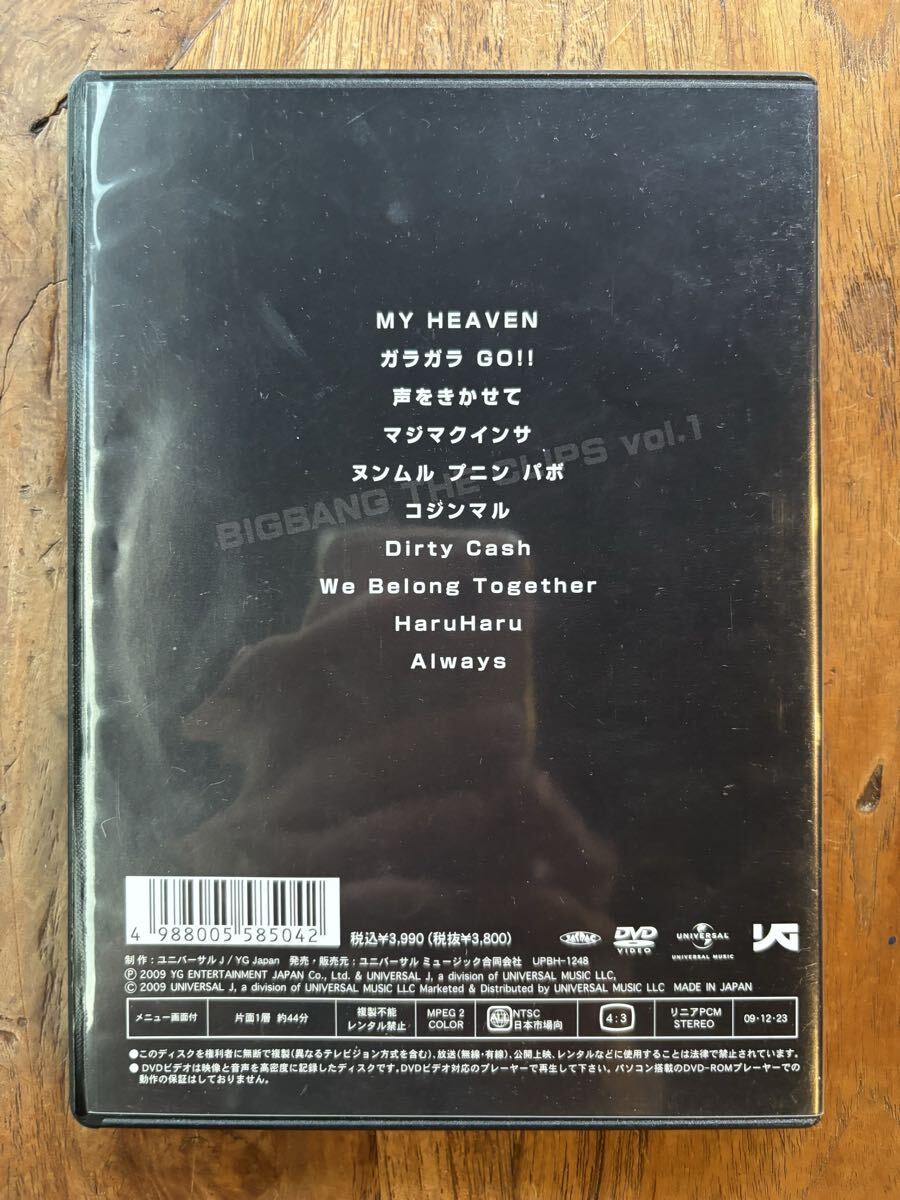 MY HEAVEN
ガラガラ GO!!
声をきかせて
マジマクインサ
ヌンムル プニン パボ
コジンマル
Dirty Cash
We Belong Together
HaruHaru
Always
BIGBANG THE CLIPS vol.1
4 988005 585042
税込¥3,990 (税抜¥3,800)
DVD VIDEO
UNIVERSAL
UNIVERSAL MUSIC
YG
制作：ユニバーサル J / YG Japan 発売・販売元：ユニバーサル ミュージック合同会社 UPBH-1248
Ⓟ 2009 YG ENTERTAINMENT JAPAN Co., Ltd. & UNIVERSAL J, a division of UNIVERSAL MUSIC LLC,
Ⓒ 2009 UNIVERSAL J, a division of UNIVERSAL MUSIC LLC Marketed & Distributed by UNIVERSAL MUSIC LLC MADE IN JAPAN
メニュー画面付 片面1層 約44分 複製不能 レンタル禁止 MPEG 2 COLOR ALL NTSC 日本市場向 4:3 リニアPCM STEREO 09・12・23
●このディスクを権利者に無断で複製(異なるテレビジョン方式を含む)、放送(無線・有線)、公開上映、レンタルなどに使用することは法律で禁止されています。
●DVDビデオは映像と音声を高密度に記録したディスクです。DVDビデオ対応のプレーヤーで再生して下さい。パソコン搭載のDVD-ROMプレーヤーでの
動作の保証はしておりません。